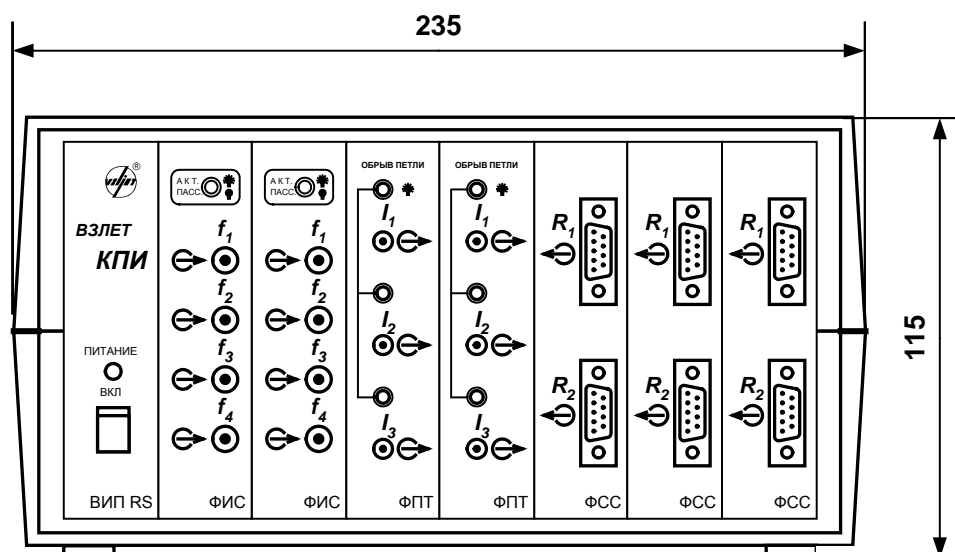 235
115
®
ВЗЛЕТ
КПИ
ПИТАНИЕ
ВКЛ
ВИП RS
АКТ.
ПАСС
f1
f2
f3
f4
ФИС
АКТ.
ПАСС
f1
f2
f3
f4
ФИС
ОБРЫВ ПЕТЛИ
I1
I2
I3
ФПТ
ОБРЫВ ПЕТЛИ
I1
I2
I3
ФПТ
R1
R2
ФСС
R1
R2
ФСС
R1
R2
ФСС